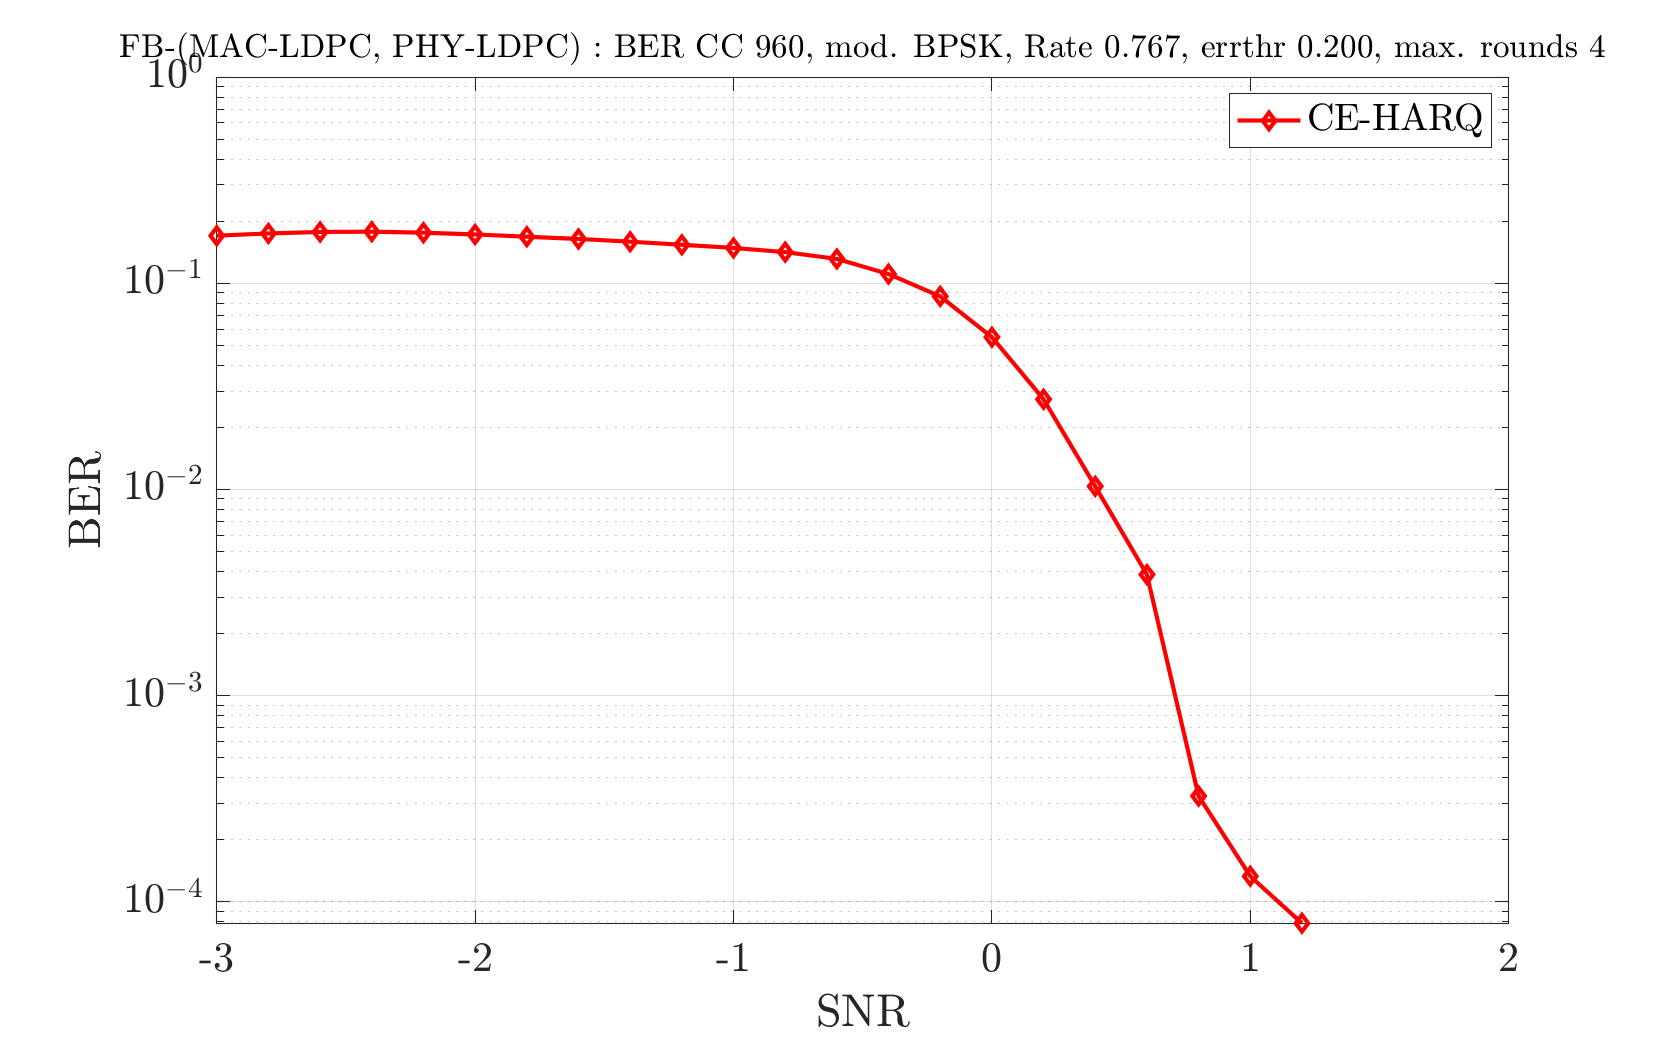 FB-(MAC-LDPC, PHY-LDPC) : BER CC 960, mod. BPSK, Rate 0.767, errthr 0.200, max. rounds 4
10^0
CE-HARQ
10^{-1}
10^{-2}
BER
10^{-3}
10^{-4}
-3 -2 -1 0 1 2
SNR